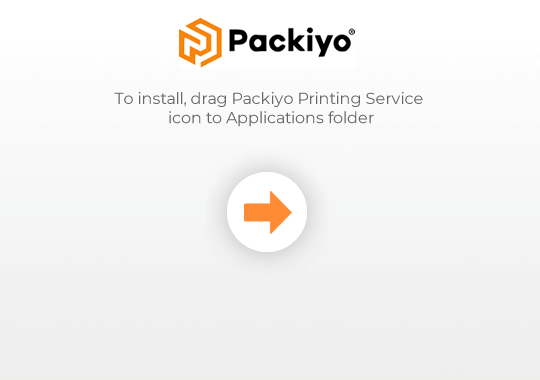 Packiyo®
To install, drag Packiyo Printing Service
icon to Applications folder